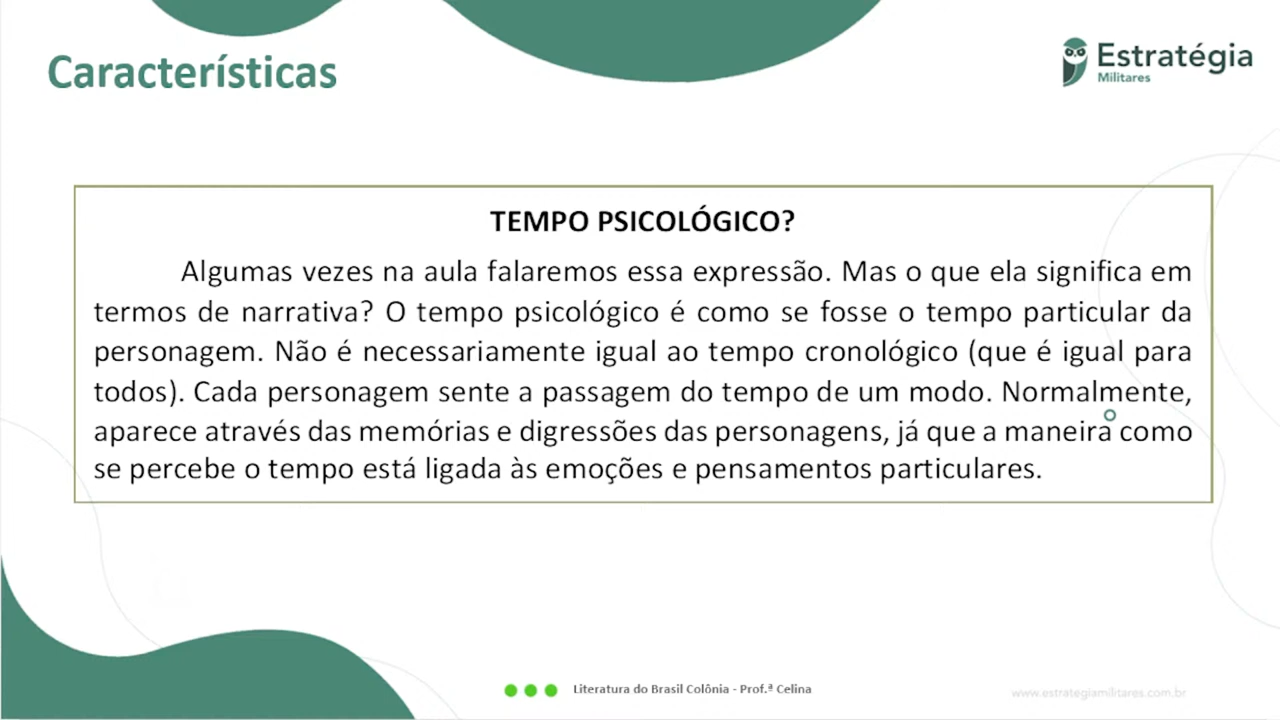 Características
Estratégia
Militares
TEMPO PSICOLÓGICO?
Algumas vezes na aula falaremos essa expressão. Mas o que ela significa em
termos de narrativa? O tempo psicológico é como se fosse o tempo particular da
personagem. Não é necessariamente igual ao tempo cronológico (que é igual para
todos). Cada personagem sente a passagem do tempo de um modo. Normalmente,
aparece através das memórias e digressões das personagens, já que a maneira como
se percebe o tempo está ligada às emoções e pensamentos particulares.
Literatura do Brasil Colônia - Prof.ª Celina
www.estrategiamilitares.com.br